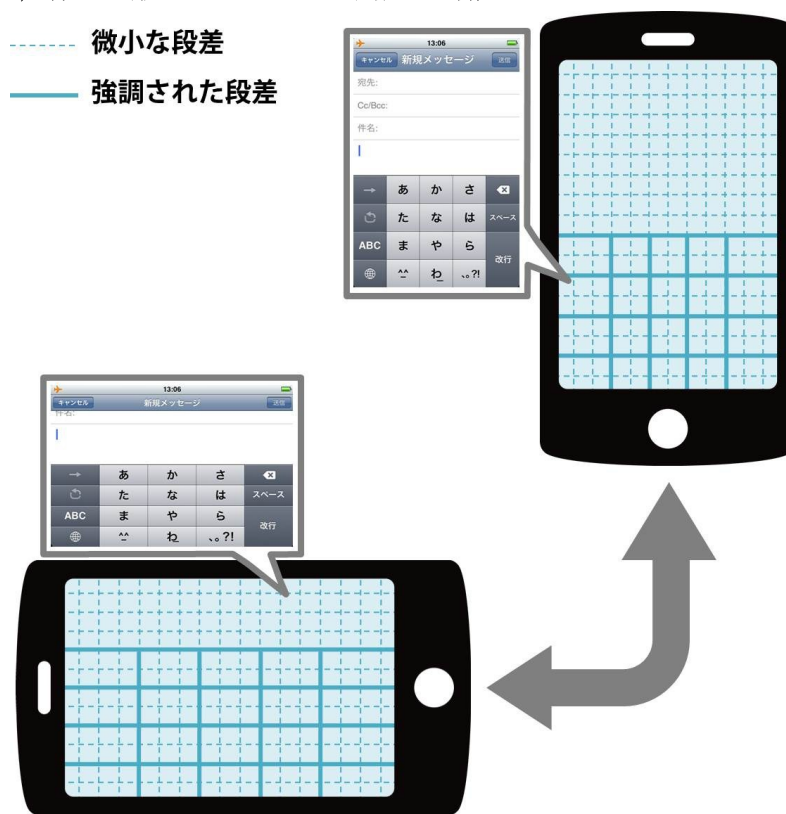 微小な段差
強調された段差
13:06
キャンセル 新規メッセージ 送信
宛先:
Cc/Bcc:
件名:
→ あ か さ
た な は スペース
ABC ま や ら 改行
^_^ わ_ 、。?!
13:06
キャンセル 新規メッセージ 送信
件名:
→ あ か さ
た な は スペース
ABC ま や ら 改行
^_^ わ_ 、。?!